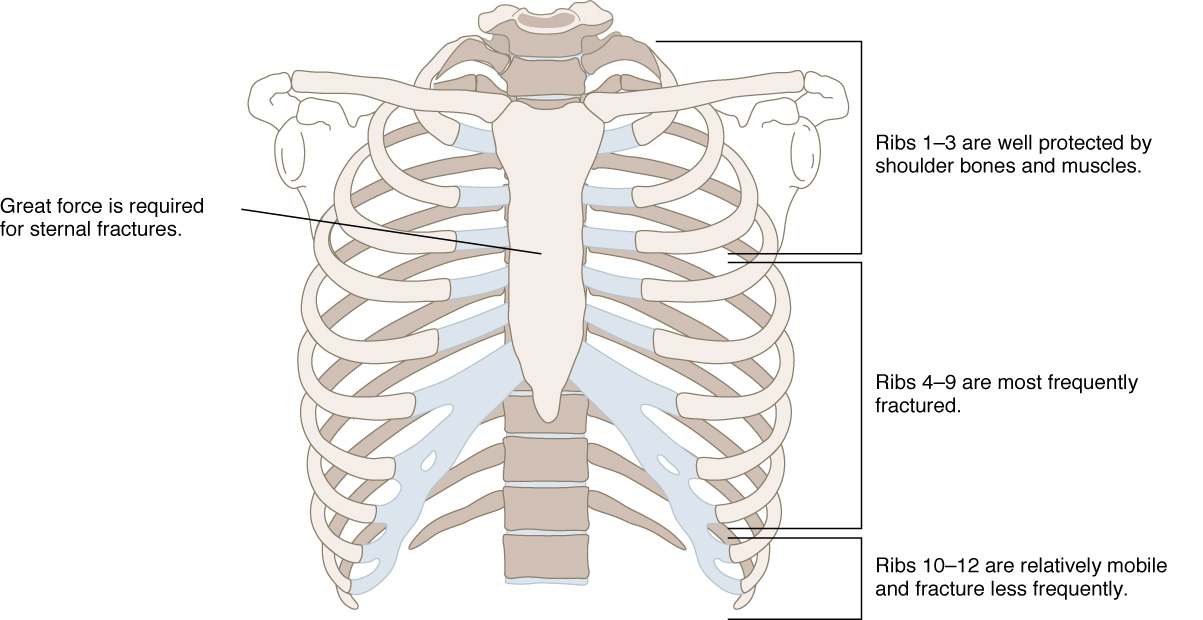 Great force is required
for sternal fractures.
Ribs 1–3 are well protected by
shoulder bones and muscles.
Ribs 4–9 are most frequently
fractured.
Ribs 10–12 are relatively mobile
and fracture less frequently.